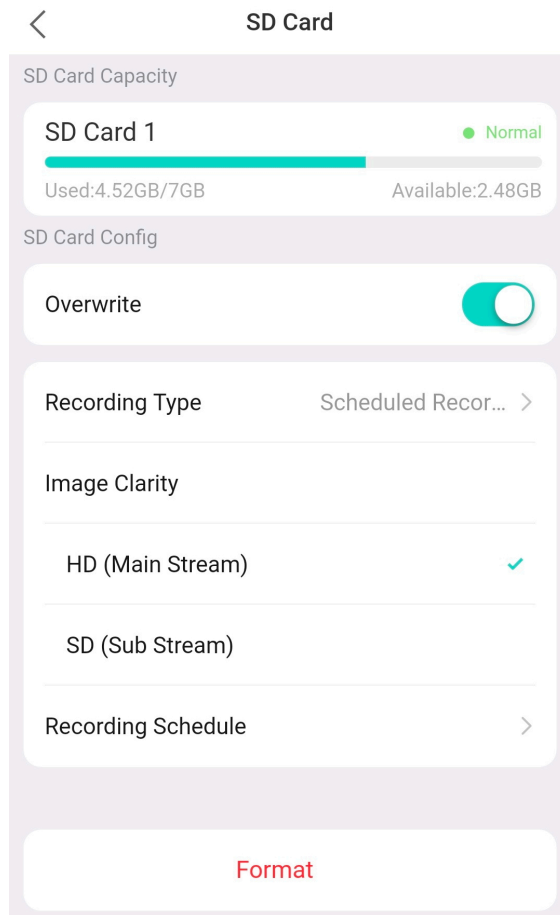 SD Card
SD Card Capacity
SD Card 1
Normal
Used:4.52GB/7GB
Available:2.48GB
SD Card Config
Overwrite
Recording Type
Scheduled Recor...
Image Clarity
HD (Main Stream)
SD (Sub Stream)
Recording Schedule
Format